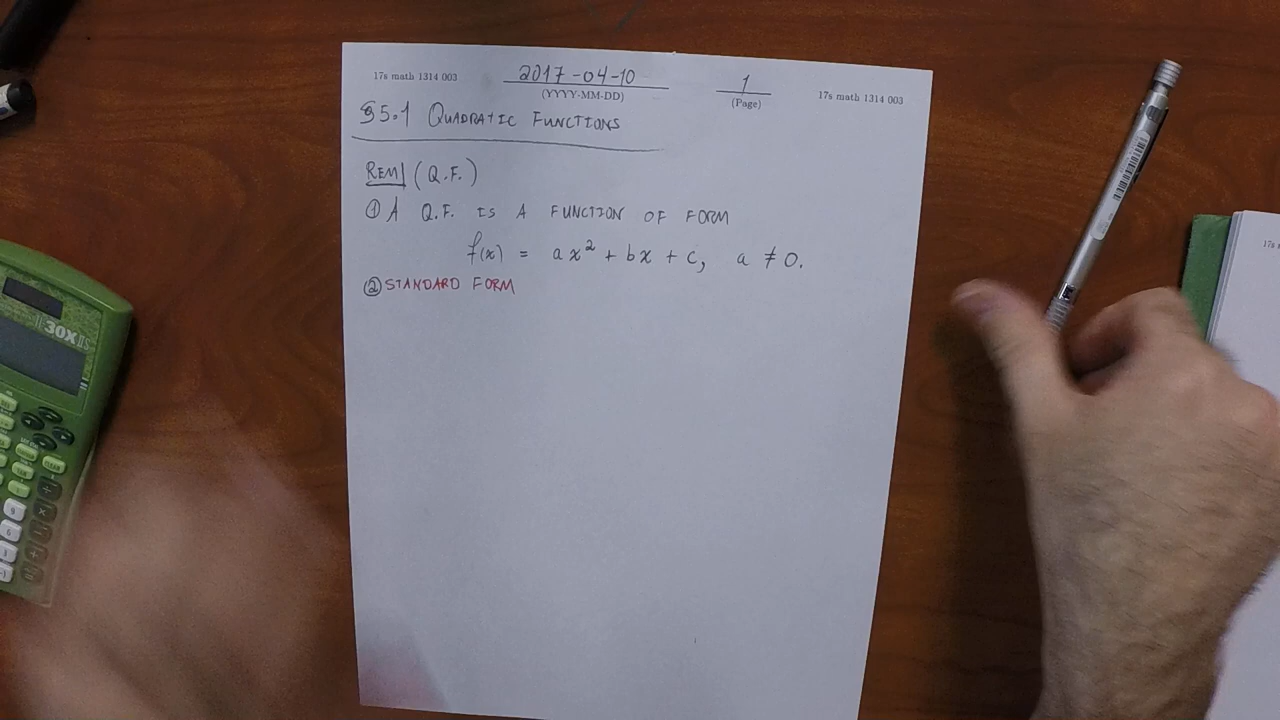 17s math 1314 003 2017-04-10 1 17s math 1314 003
(YYYY-MM-DD) (Page)
§5.1 QUADRATIC FUNCTIONS
REM (Q.F.)
① A Q.F. IS A FUNCTION OF FORM
f(x) = ax² + bx + c, a ≠ 0.
② STANDARD FORM
30X IIS